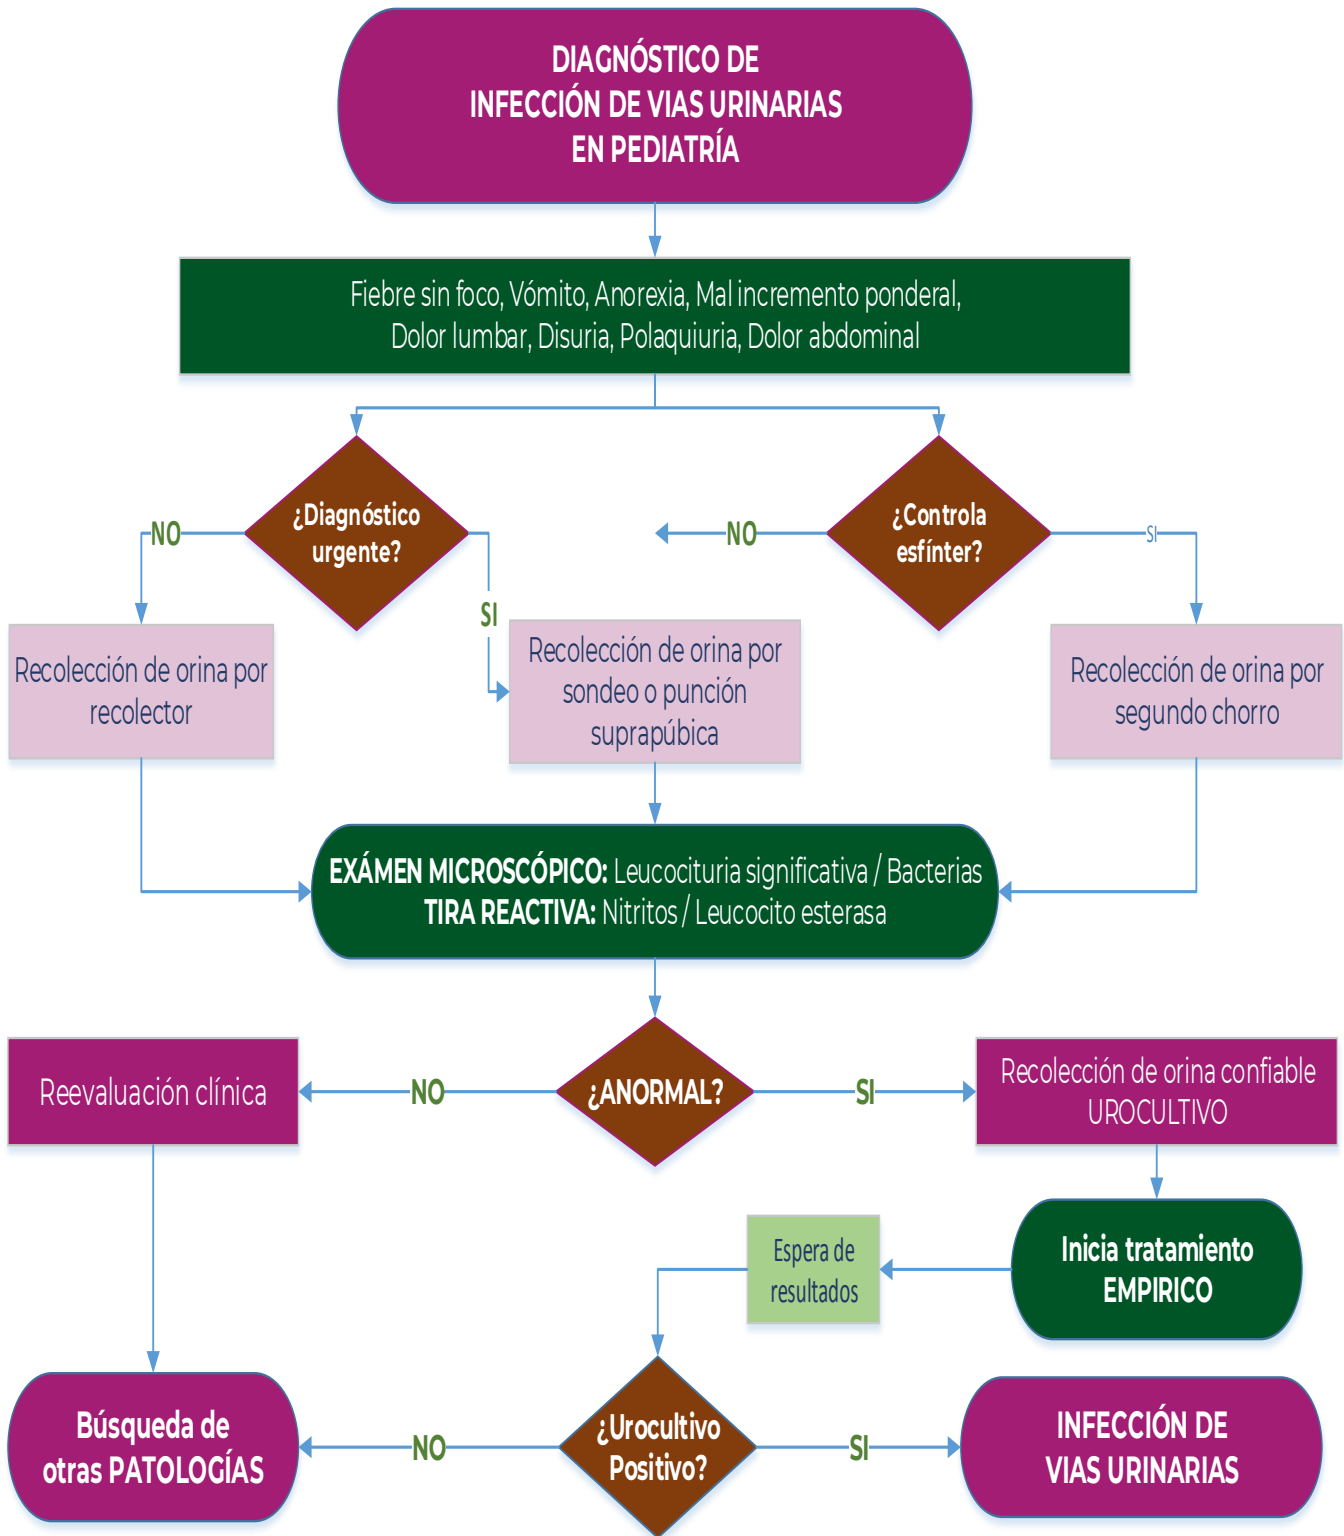 DIAGNÓSTICO DE
INFECCIÓN DE VIAS URINARIAS
EN PEDIATRÍA
Fiebre sin foco, Vómito, Anorexia, Mal incremento ponderal,
Dolor lumbar, Disuria, Polaquiuria, Dolor abdominal
¿Diagnóstico
urgente?
¿Controla
esfínter?
NO
NO
SI
SI
Recolección de orina por
recolector
Recolección de orina por
sondeo o punción
suprapúbica
Recolección de orina por
segundo chorro
EXÁMEN MICROSCÓPICO: Leucocituria significativa / Bacterias
TIRA REACTIVA: Nitritos / Leucocito esterasa
Reevaluación clínica
NO
¿ANORMAL?
SI
Recolección de orina confiable
UROCULTIVO
Espera de
resultados
Inicia tratamiento
EMPIRICO
Búsqueda de
otras PATOLOGÍAS
NO
¿Urocultivo
Positivo?
SI
INFECCIÓN DE
VIAS URINARIAS